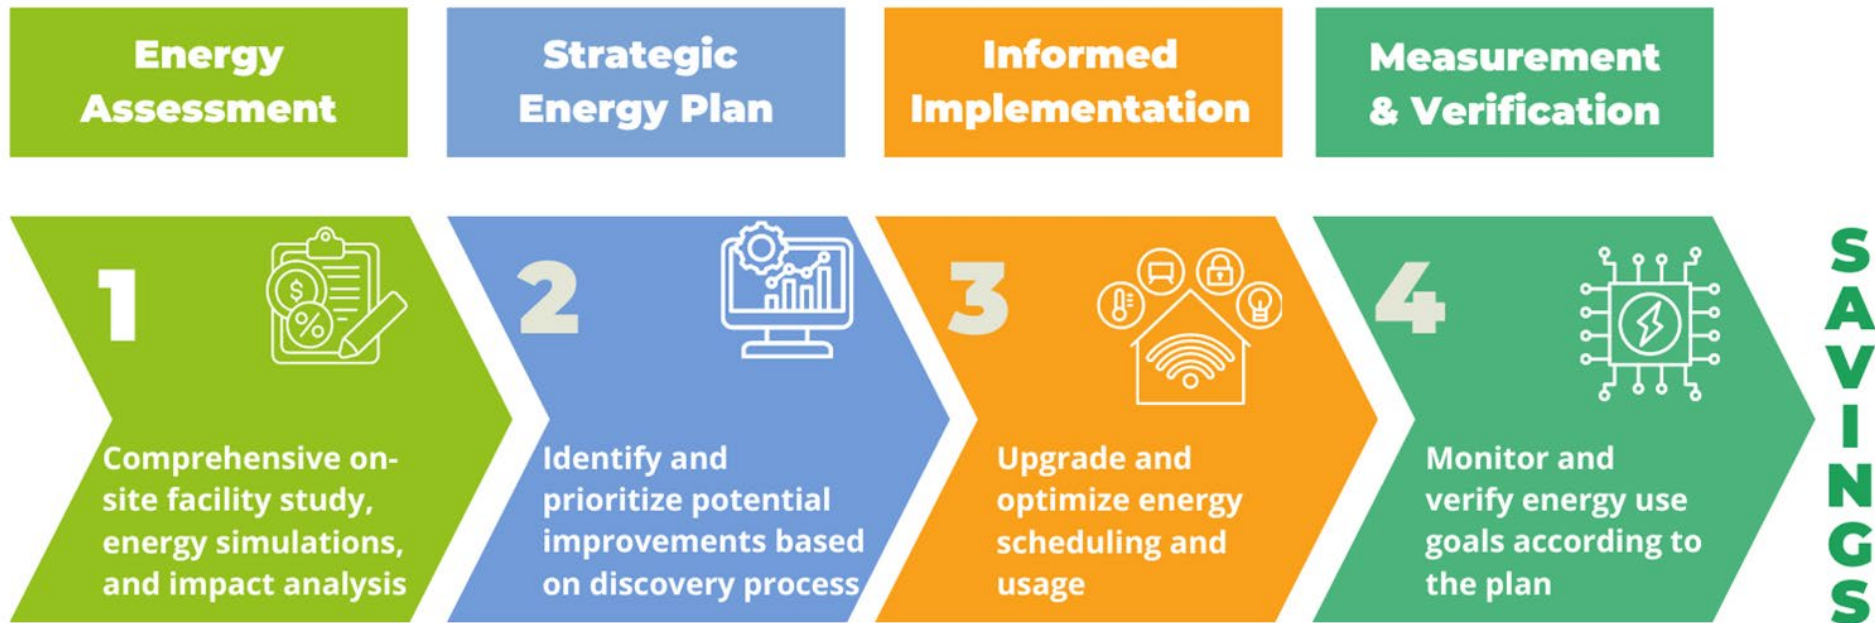 Energy
Assessment
Strategic
Energy Plan
Informed
Implementation
Measurement
& Verification
1
Comprehensive on-
site facility study,
energy simulations,
and impact analysis
2
Identify and
prioritize potential
improvements based
on discovery process
3
Upgrade and
optimize energy
scheduling and
usage
4
Monitor and
verify energy use
goals according to
the plan
SAVINGS